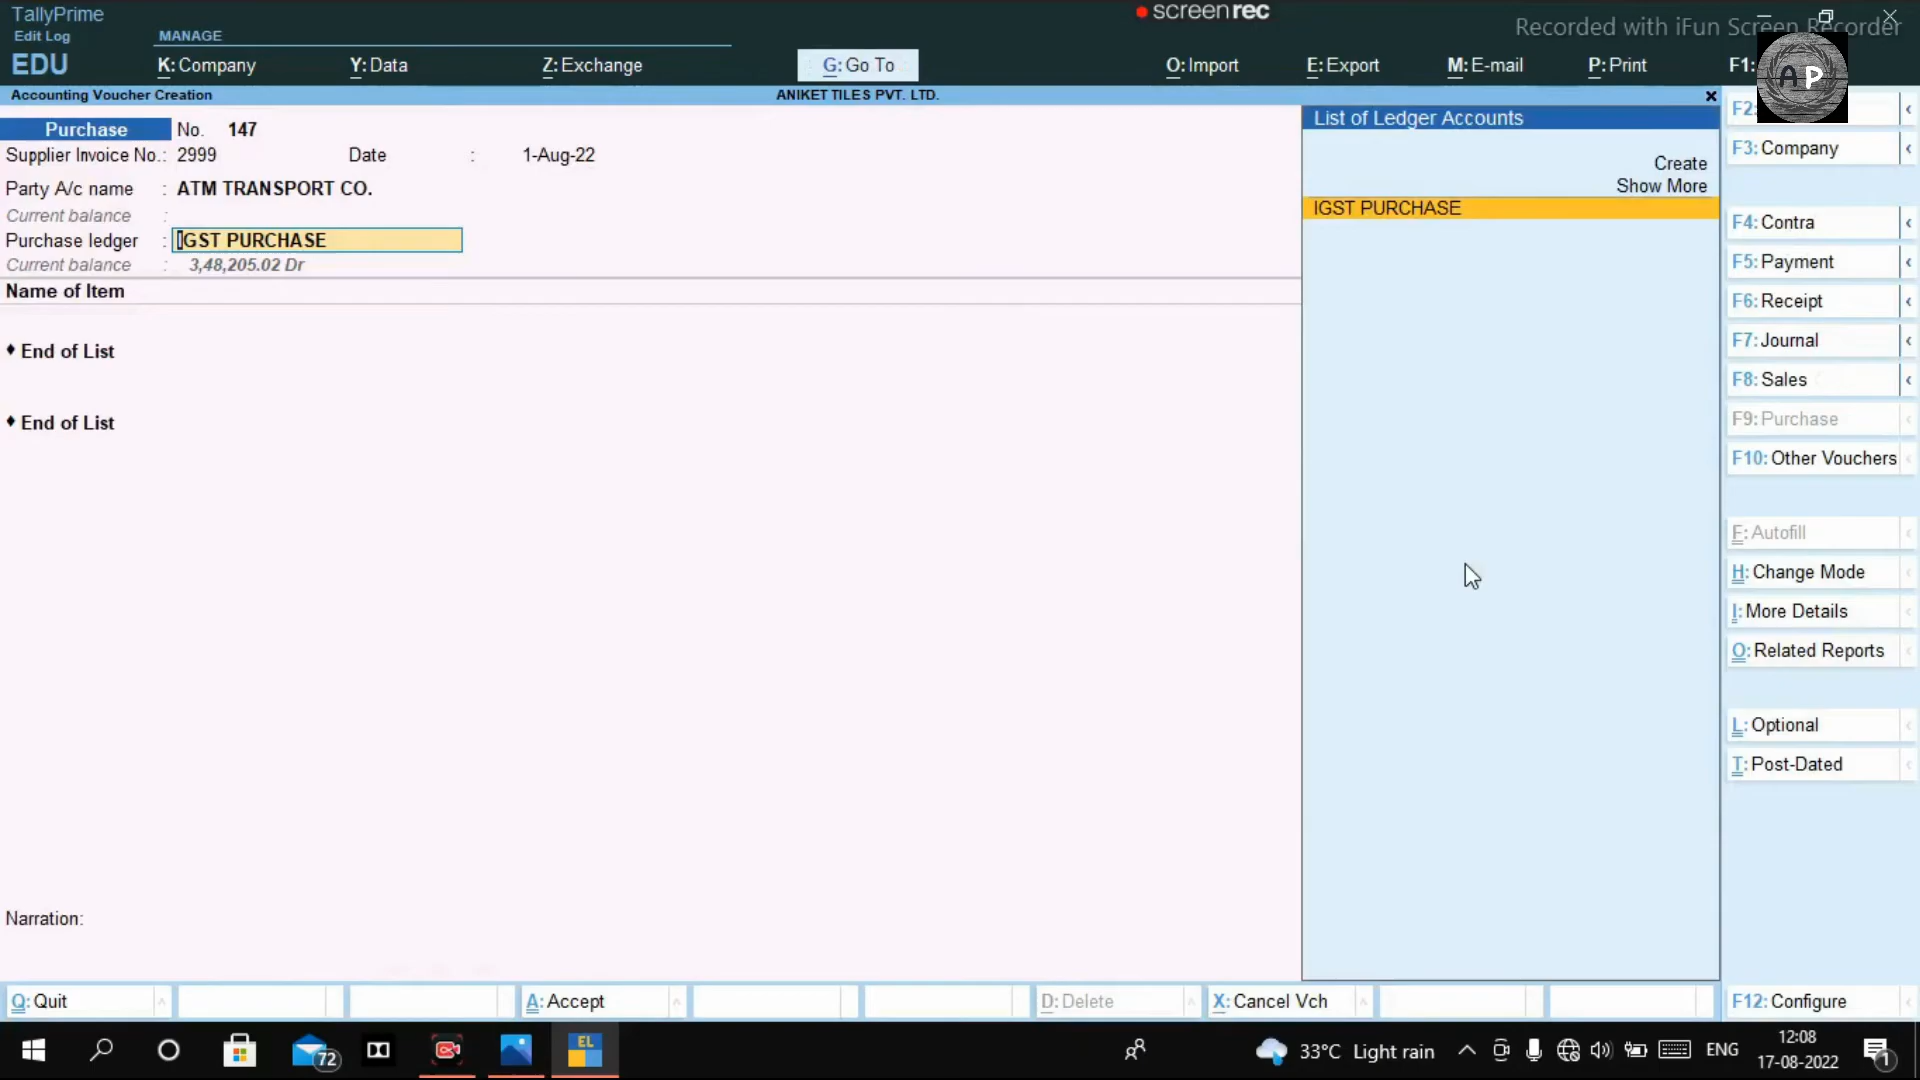 TallyPrime
Edit Log
EDU
MANAGE
K: Company
Y: Data
Z: Exchange
G: Go To
O: Import
E: Export
M: E-mail
P: Print
F1:
screenrec
Recorded with iFun Screen Recorder
AP
Accounting Voucher Creation
ANIKET TILES PVT. LTD.
Purchase No. 147
Supplier Invoice No.: 2999 Date : 1-Aug-22
Party A/c name : ATM TRANSPORT CO.
Current balance :
Purchase ledger : IGST PURCHASE
Current balance : 3,48,205.02 Dr
Name of Item
♦ End of List
♦ End of List
Narration:
List of Ledger Accounts
Create
Show More
IGST PURCHASE
F2:
F3: Company
F4: Contra
F5: Payment
F6: Receipt
F7: Journal
F8: Sales
F9: Purchase
F10: Other Vouchers
F: Autofill
H: Change Mode
I: More Details
O: Related Reports
L: Optional
T: Post-Dated
F12: Configure
Q: Quit
A: Accept
D: Delete
X: Cancel Vch
72
EL
33°C Light rain
ENG
12:08
17-08-2022
1